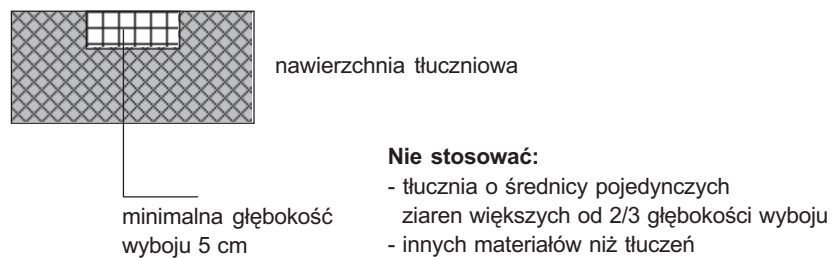 nawierzchnia tłuczniowa
Nie stosować:
- tłucznia o średnicy pojedynczych
ziaren większych od 2/3 głębokości wyboju
- innych materiałów niż tłuczeń
minimalna głębokość
wyboju 5 cm